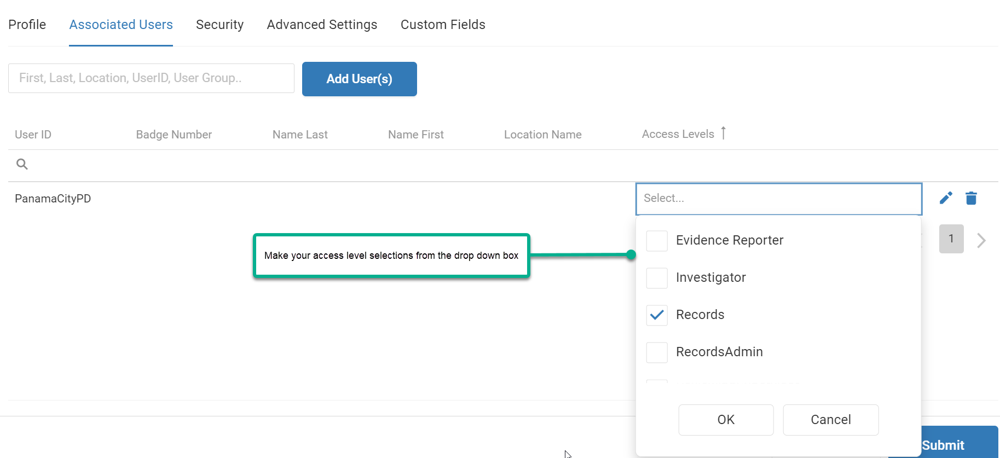 Profile Associated Users Security Advanced Settings Custom Fields
First, Last, Location, UserID, User Group..
Add User(s)
User ID Badge Number Name Last Name First Location Name Access Levels ↑
PanamaCityPD
Select...
Evidence Reporter
1
Make your access level selections from the drop down box
Investigator
Records
RecordsAdmin
OK Cancel
Submit